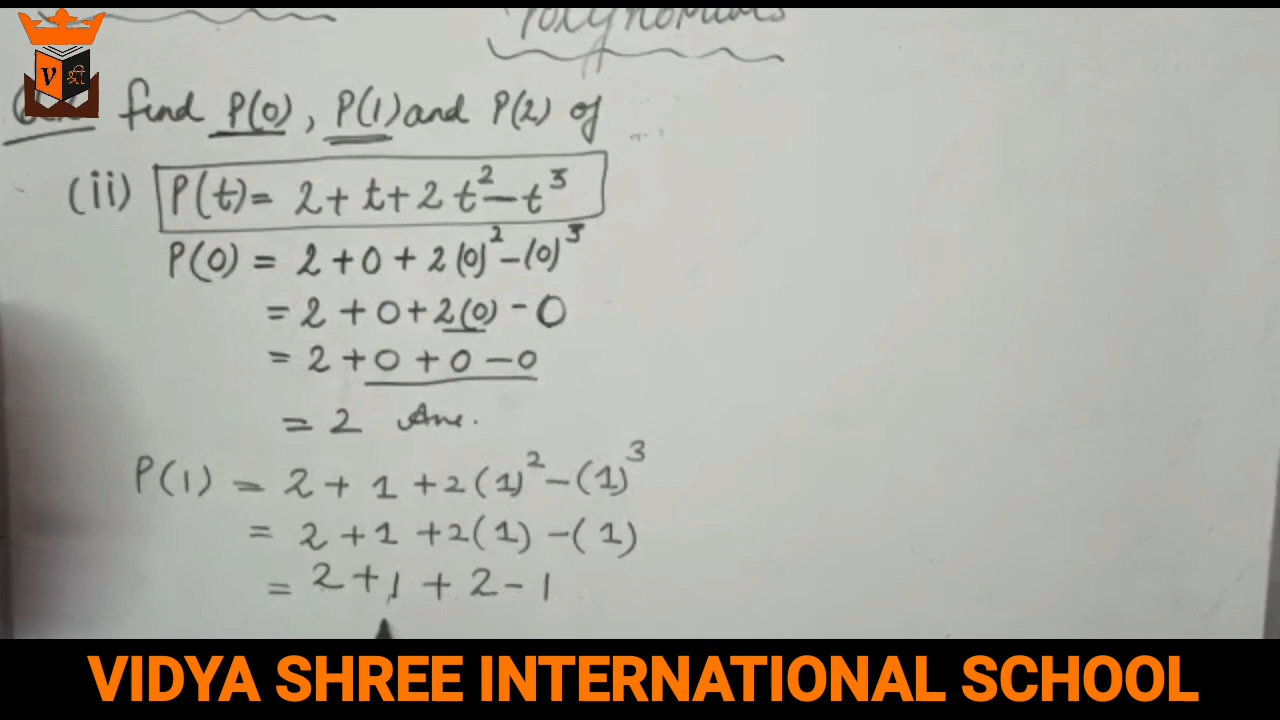 Polynomials
V श्री
find P(0), P(1) and P(2) of
(ii) P(t)= 2+ t+ 2 t² - t³
P(0) = 2 + 0 + 2 (0)² - (0)³
= 2 + 0 + 2(0) - 0
= 2 + 0 + 0 - 0
= 2 Ans.
P(1) = 2 + 1 + 2 (1)² - (1)³
= 2 + 1 + 2(1) - (1)
= 2 + 1 + 2 - 1
VIDYA SHREE INTERNATIONAL SCHOOL